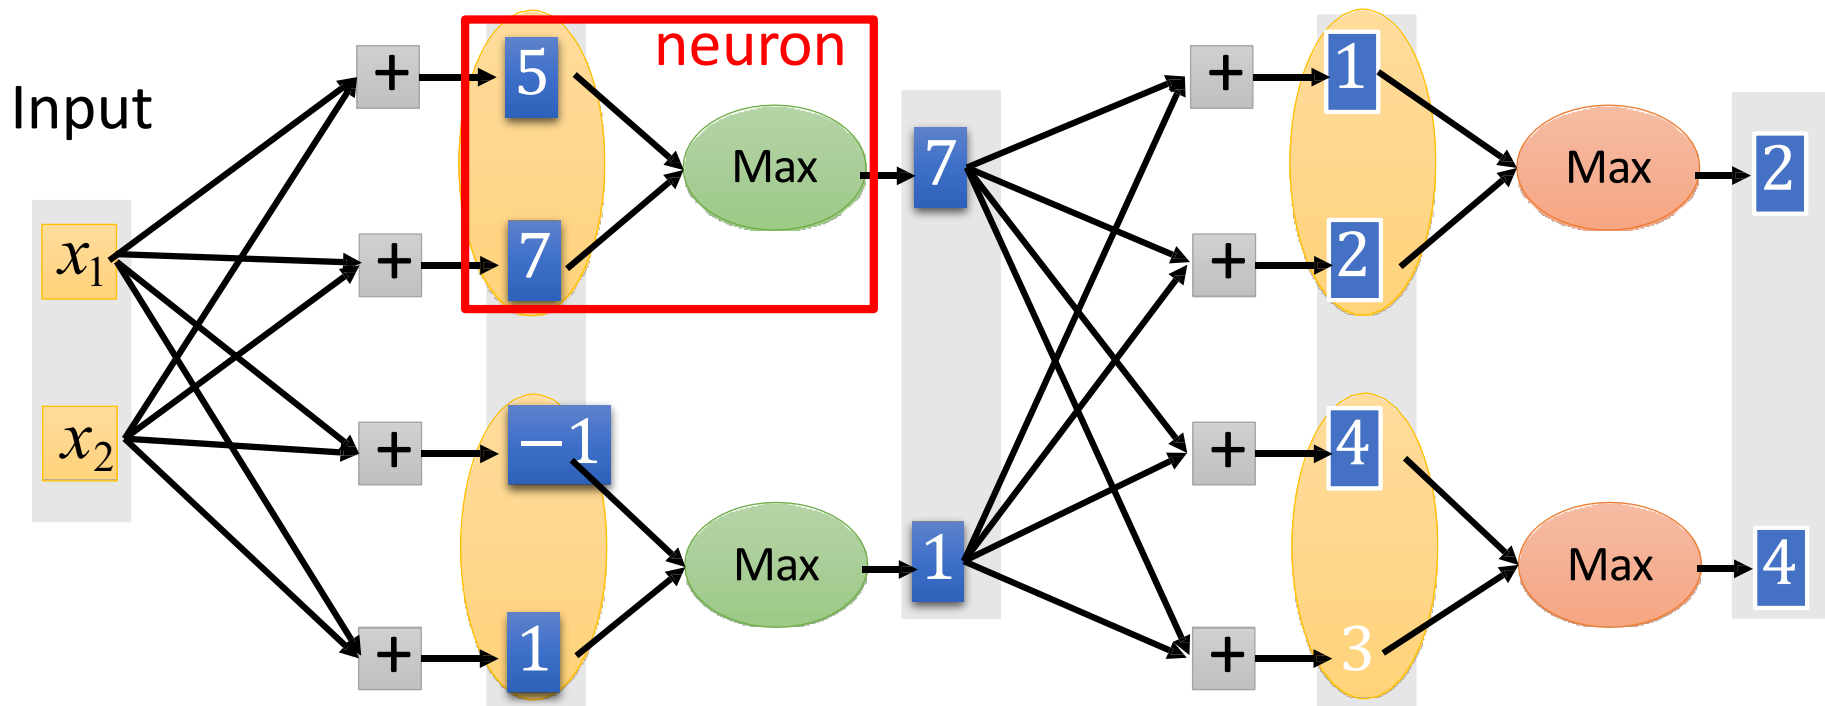 neuron
Input
+ 5 + 1
Max 7 Max 2
x₁ + 7 + 2
x₂ + −1 + 4
Max 1 Max 4
+ 1 + 3